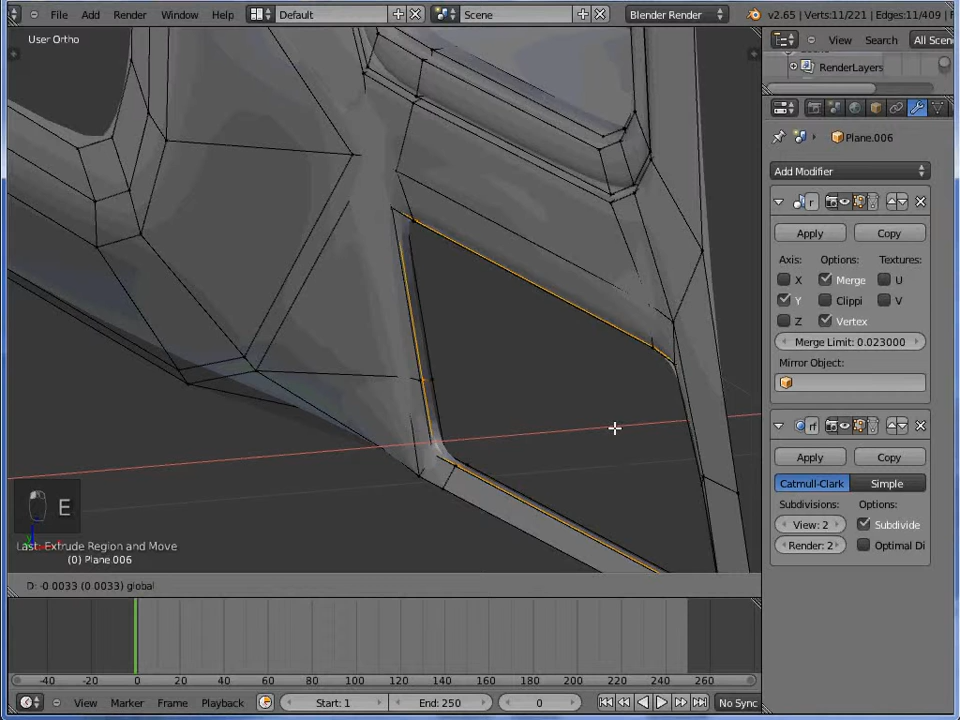 File Add Render Window Help Default Scene Blender Render v2.65 | Verts:11/221 | Edges:11/409
User Ortho
View Search All Scen
RenderLayers
Plane.006
Add Modifier
Apply Copy
Axis: Options: Textures:
X Merge U
Y Clippi V
Z Vertex
Merge Limit: 0.023000
Mirror Object:
Apply Copy
Catmull-Clark Simple
Subdivisions: Options:
View: 2 Subdivide
Render: 2 Optimal Di
E
Last: Extrude Region and Move
(0) Plane.006
D: -0.0033 (0.0033) global
-40 -20 0 20 40 60 80 100 120 140 160 180 200 220 240 260
View Marker Frame Playback Start: 1 End: 250 0 No Sync